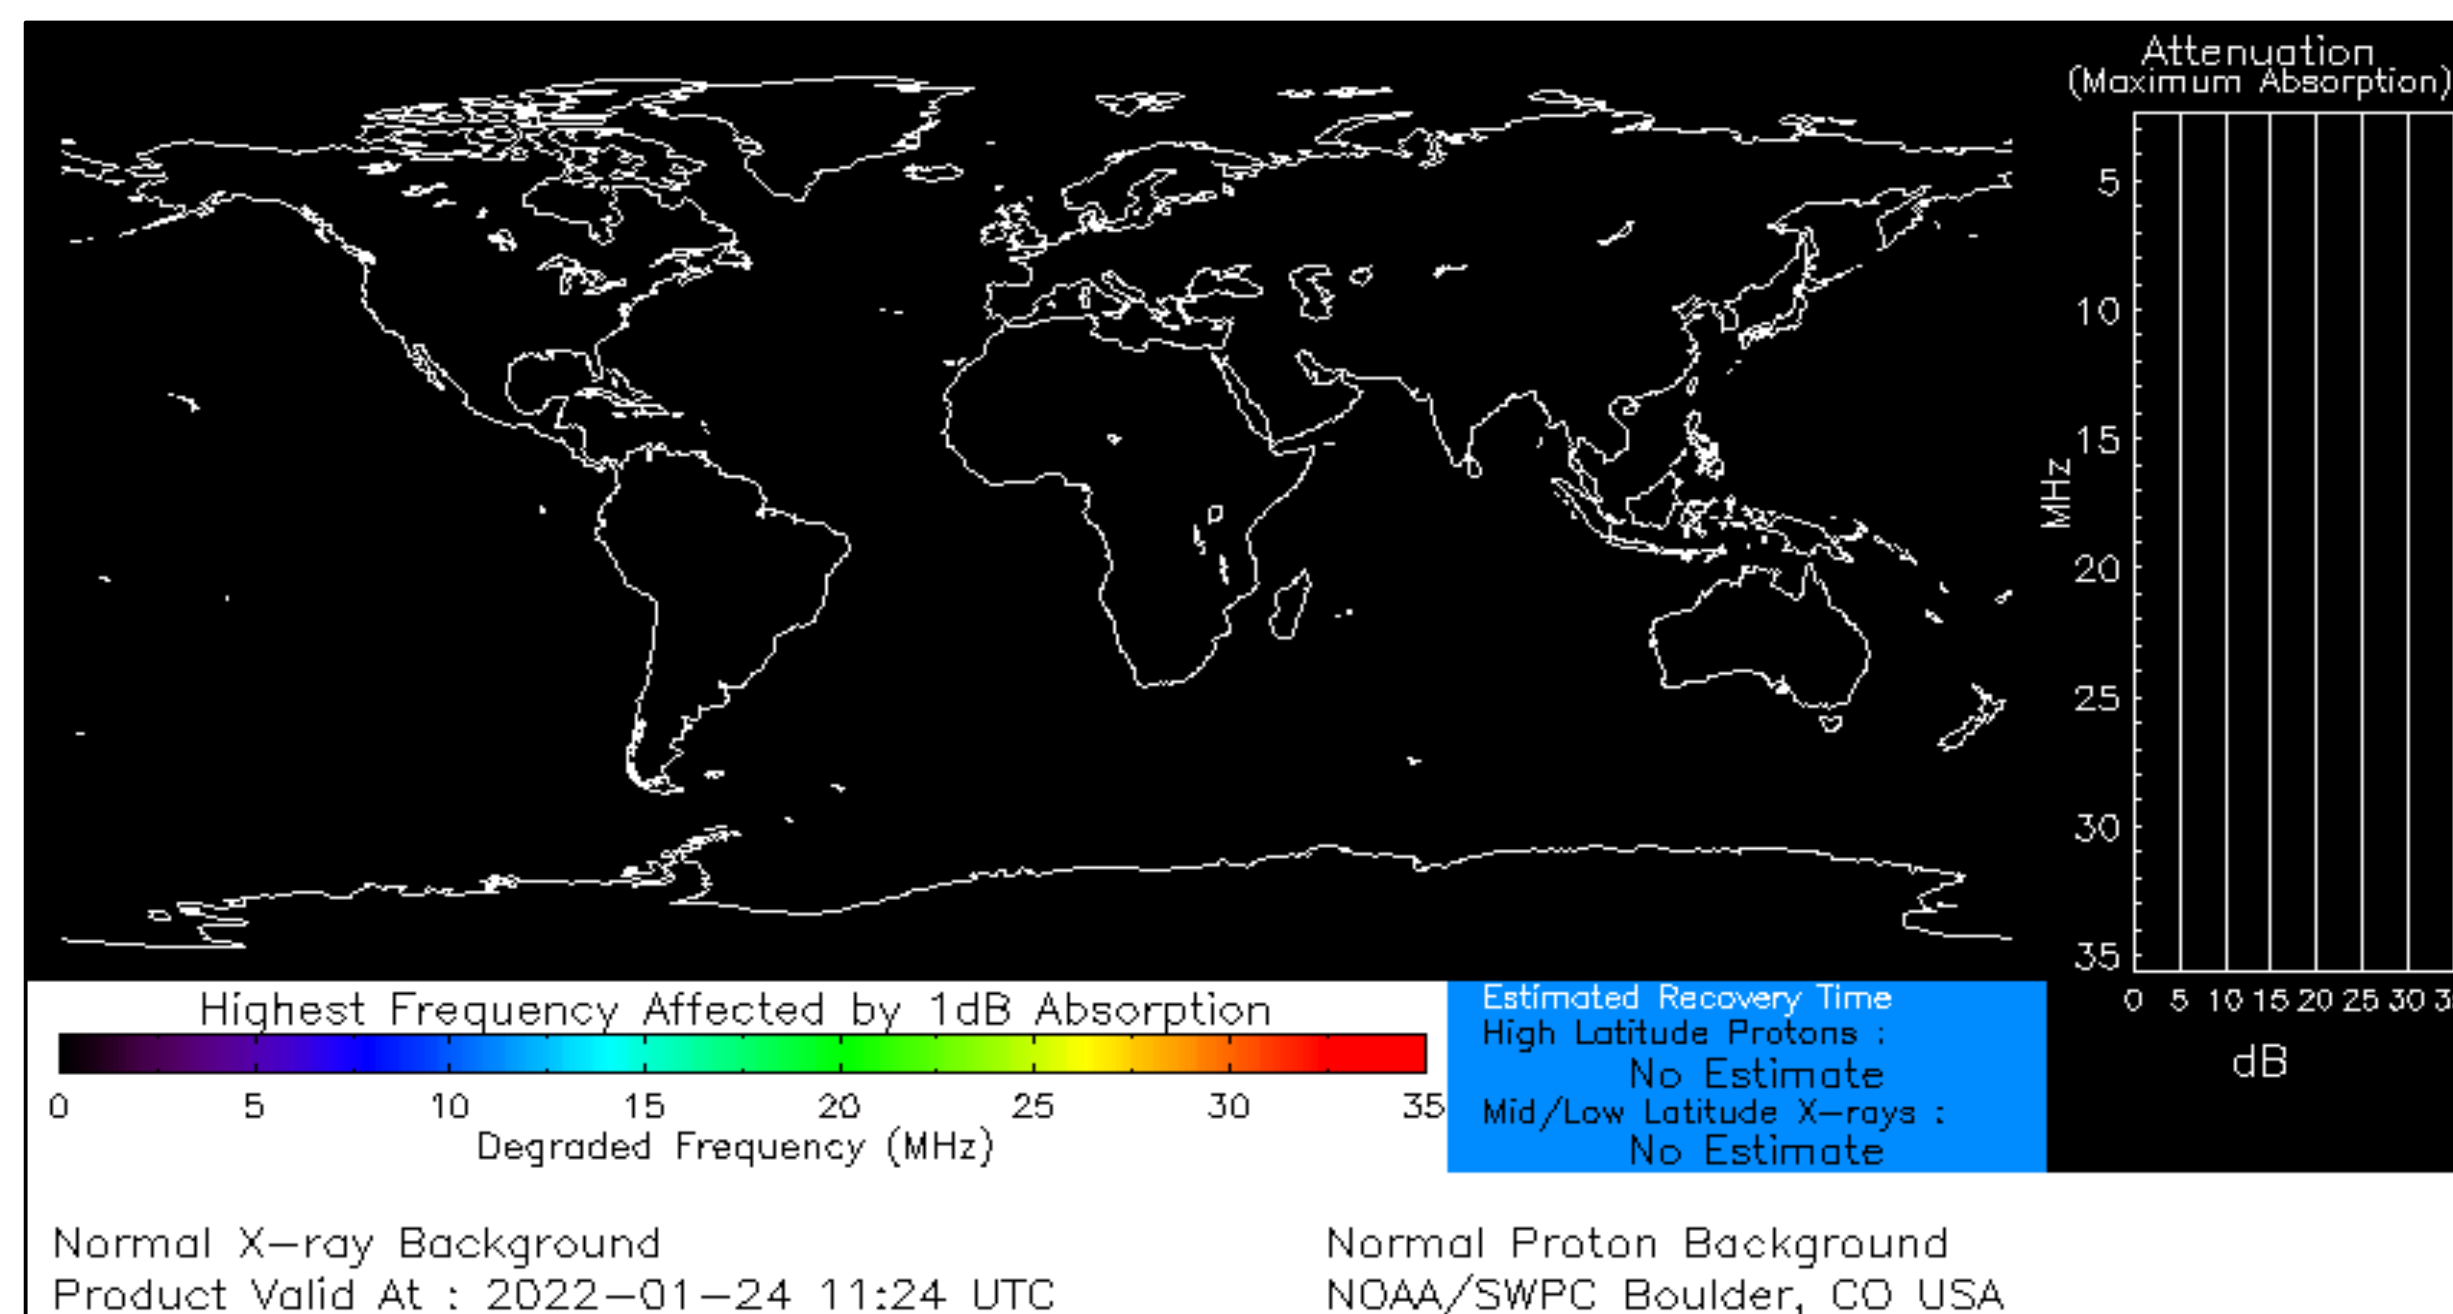 Attenuation
(Maximum Absorption)
5
10
15
20
25
30
35
MHz
0 5 10 15 20 25 30
dB
Highest Frequency Affected by 1dB Absorption
0 5 10 15 20 25 30 35
Degraded Frequency (MHz)
Estimated Recovery Time
High Latitude Protons :
No Estimate
Mid/Low Latitude X-rays :
No Estimate
Normal X-ray Background
Normal Proton Background
Product Valid At : 2022-01-24 11:24 UTC
NOAA/SWPC Boulder, CO USA